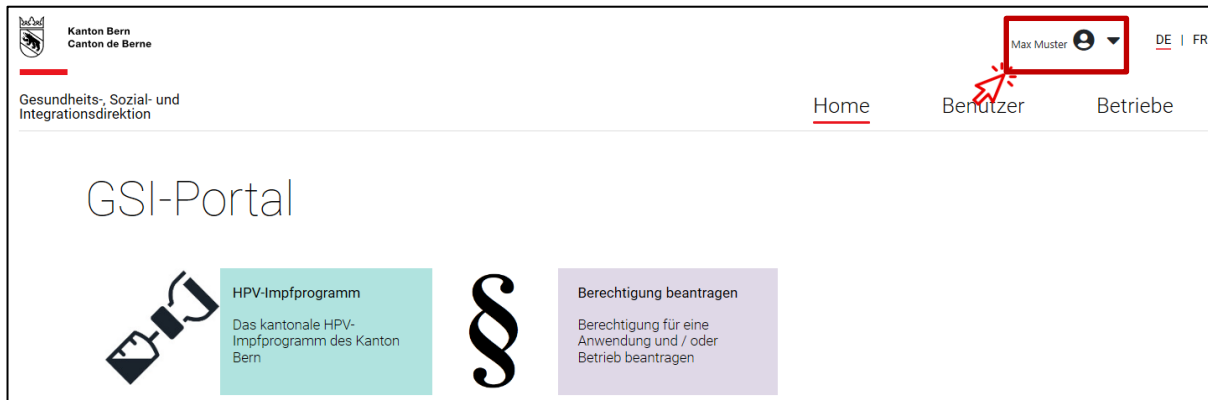 Kanton Bern
Canton de Berne
Max Muster
DE | FR
Gesundheits-, Sozial- und
Integrationsdirektion
Home Benutzer Betriebe
GSI-Portal
HPV-Impfprogramm
Das kantonale HPV-
Impfprogramm des Kanton
Bern
§
Berechtigung beantragen
Berechtigung für eine
Anwendung und / oder
Betrieb beantragen